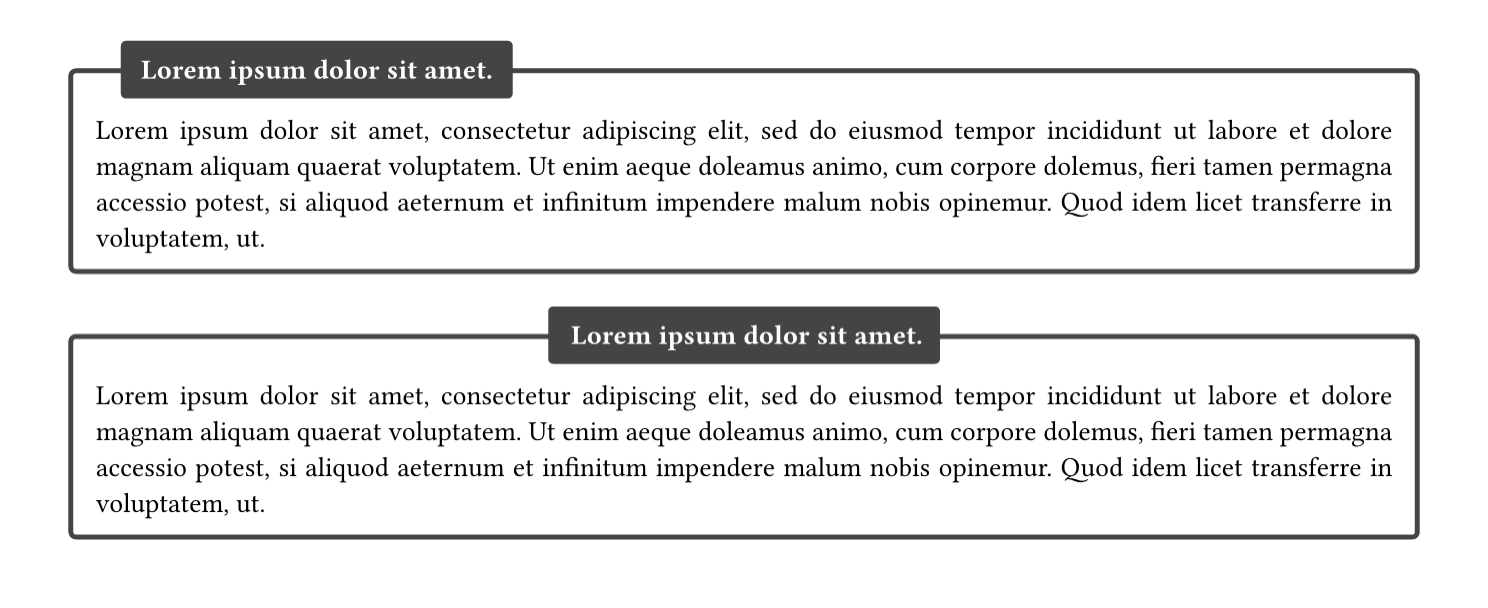 Lorem ipsum dolor sit amet.
Lorem ipsum dolor sit amet, consectetur adipiscing elit, sed do eiusmod tempor incididunt ut labore et dolore
magnam aliquam quaerat voluptatem. Ut enim aeque doleamus animo, cum corpore dolemus, fieri tamen permagna
accessio potest, si aliquod aeternum et infinitum impendere malum nobis opinemur. Quod idem licet transferre in
voluptatem, ut.
Lorem ipsum dolor sit amet.
Lorem ipsum dolor sit amet, consectetur adipiscing elit, sed do eiusmod tempor incididunt ut labore et dolore
magnam aliquam quaerat voluptatem. Ut enim aeque doleamus animo, cum corpore dolemus, fieri tamen permagna
accessio potest, si aliquod aeternum et infinitum impendere malum nobis opinemur. Quod idem licet transferre in
voluptatem, ut.